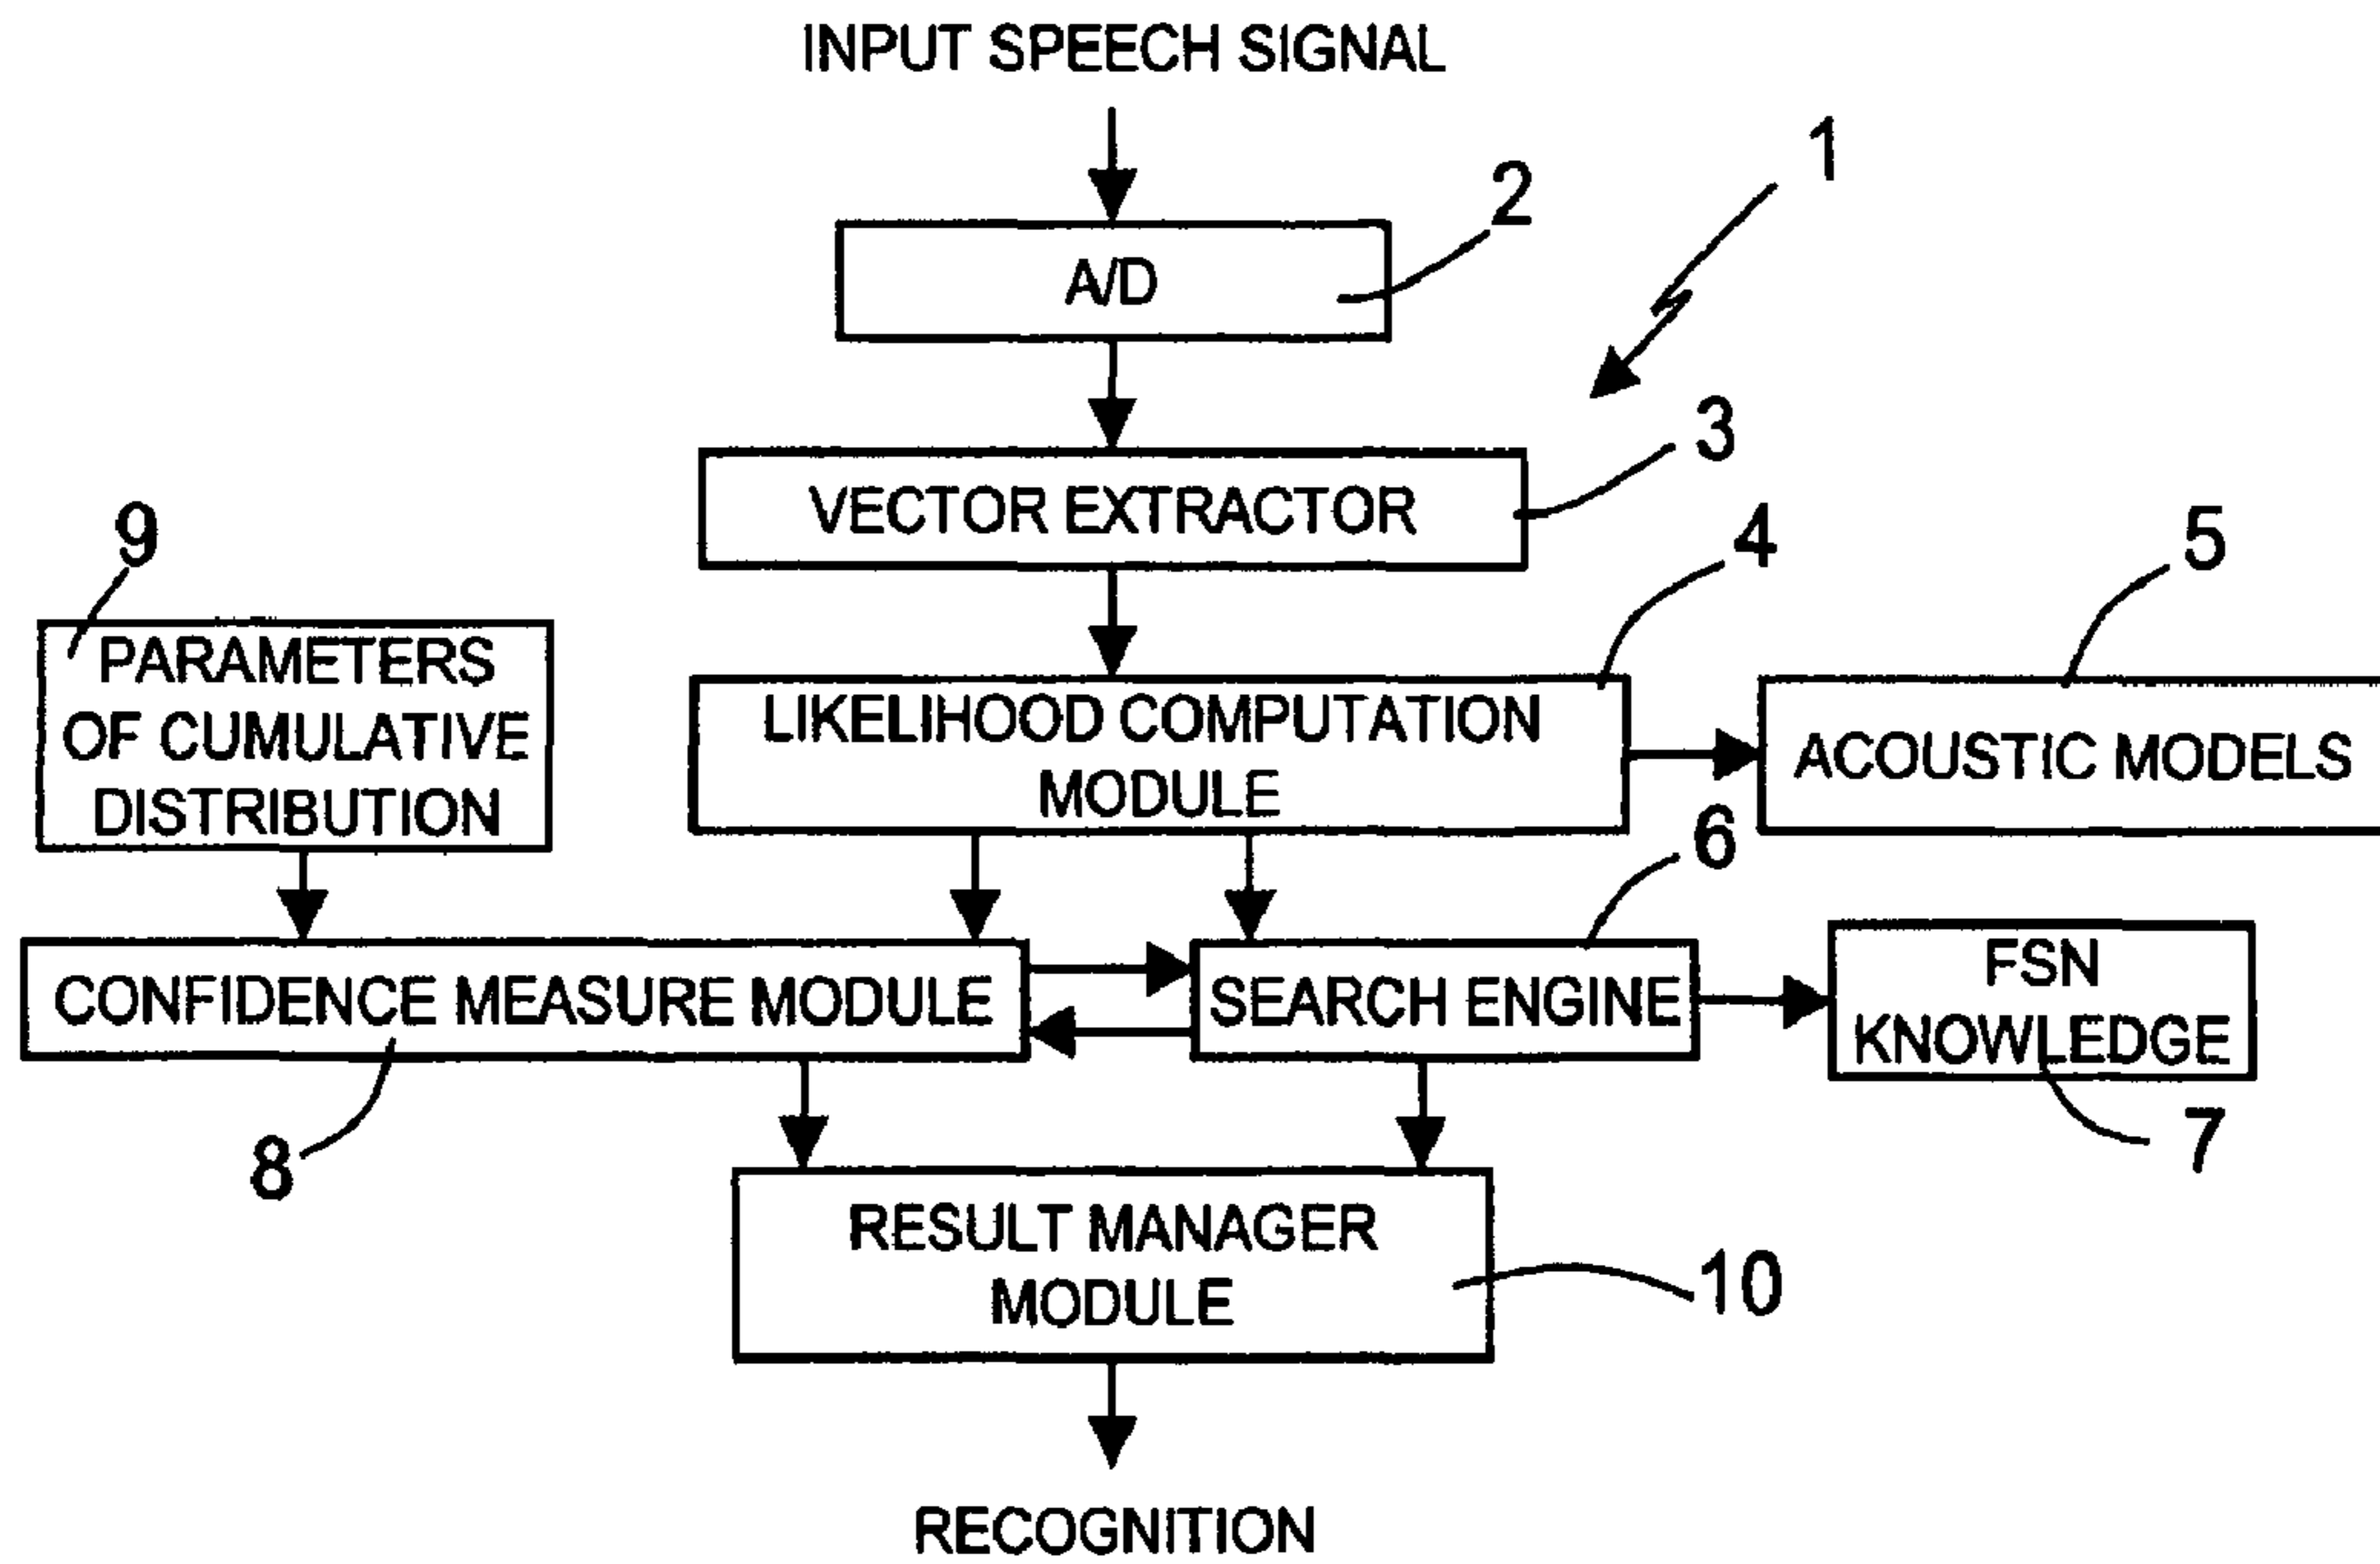 INPUT SPEECH SIGNAL
1
2
A/D
3
VECTOR EXTRACTOR
9
4
5
PARAMETERS
OF CUMULATIVE
DISTRIBUTION
LIKELIHOOD COMPUTATION
MODULE
ACOUSTIC MODELS
6
CONFIDENCE MEASURE MODULE
SEARCH ENGINE
FSN
KNOWLEDGE
8
7
RESULT MANAGER
MODULE
10
RECOGNITION